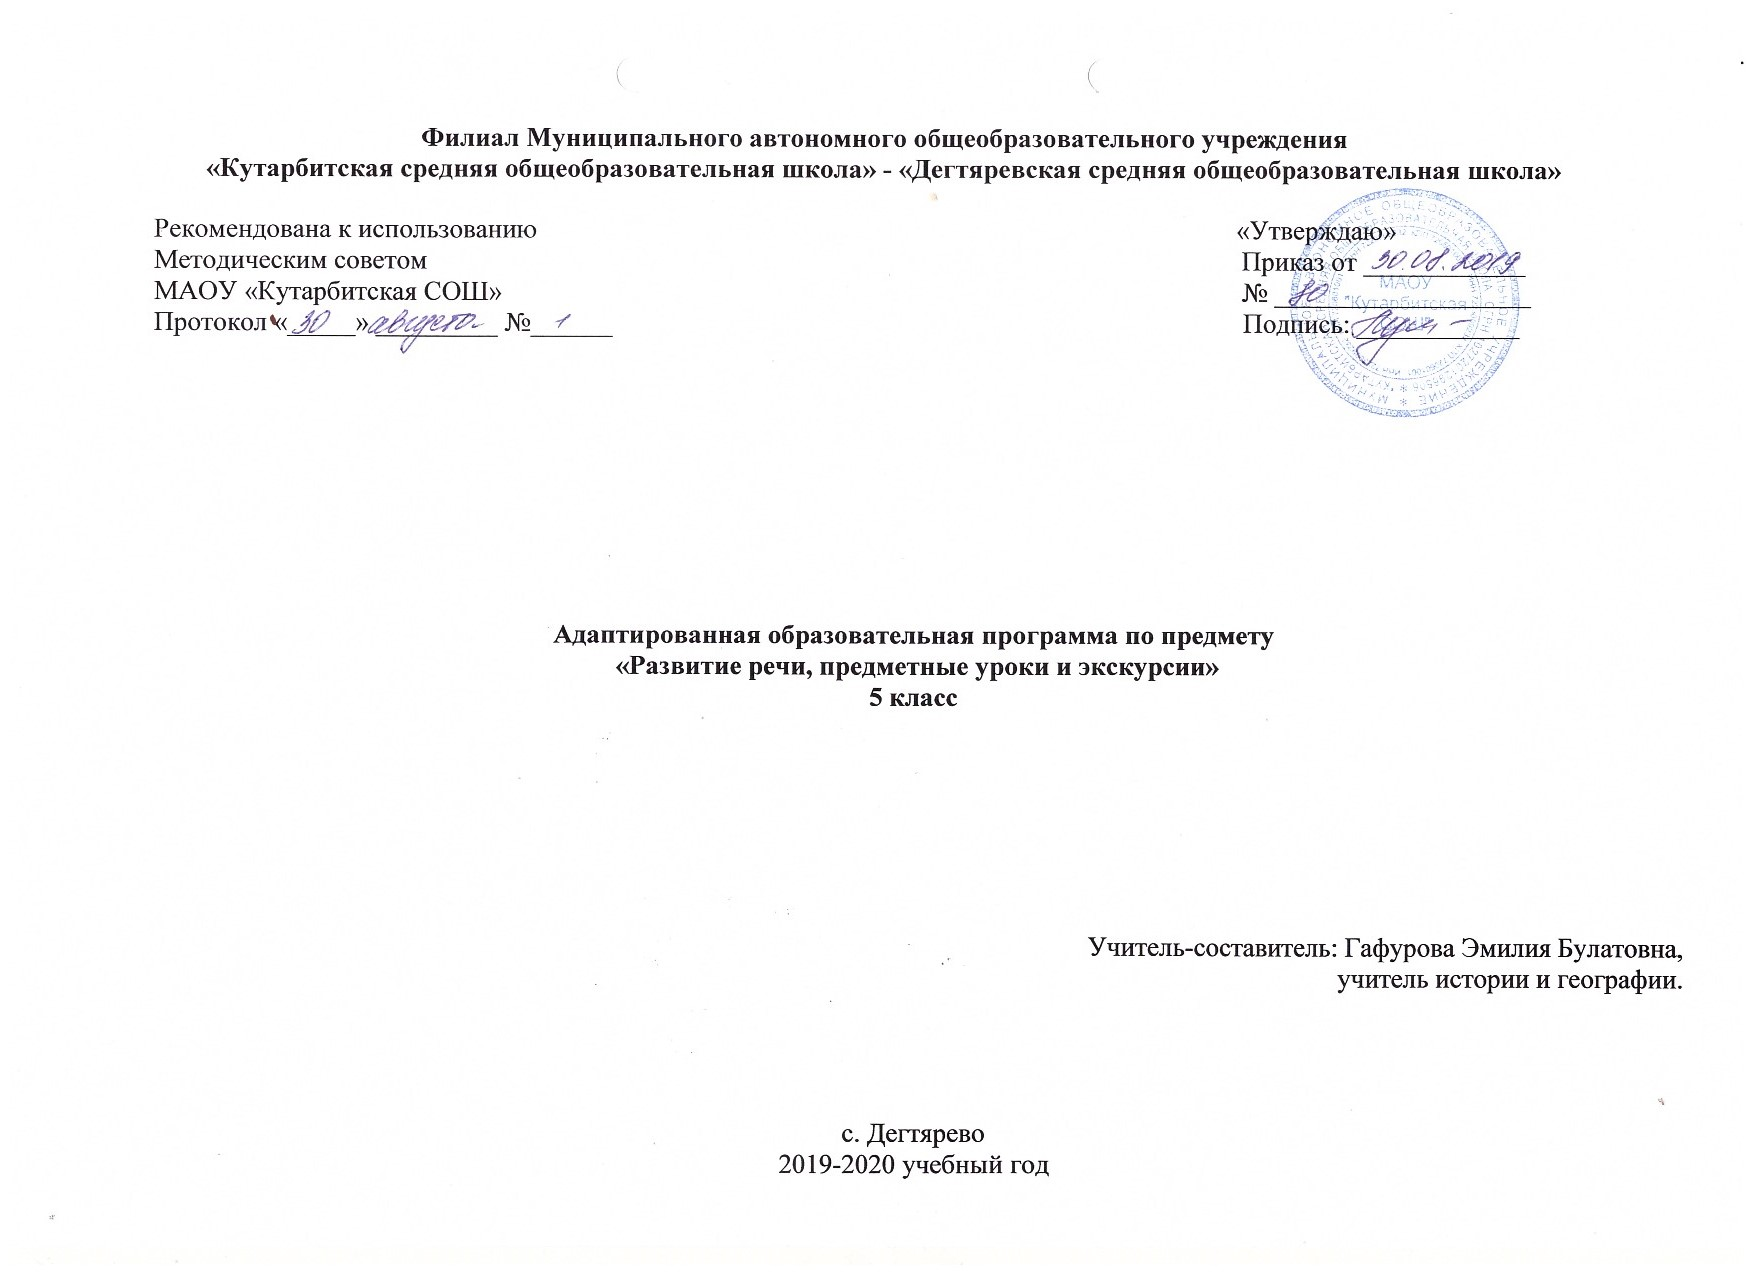 Филиал Муниципального автономного общеобразовательного учреждения
«Кутарбитская средняя общеобразовательная школа» - «Дегтяревская средняя общеобразовательная школа»
Рекомендована к использованию
Методическим советом
МАОУ «Кутарбитская СОШ»
Протокол «30» августа № 1
«Утверждаю»
Приказ от 30.08.2019
№ 80
Подпись:
МАОУ
"Кутарбитская
Адаптированная образовательная программа по предмету
«Развитие речи, предметные уроки и экскурсии»
5 класс
Учитель-составитель: Гафурова Эмилия Булатовна,
учитель истории и географии.
с. Дегтярево
2019-2020 учебный год